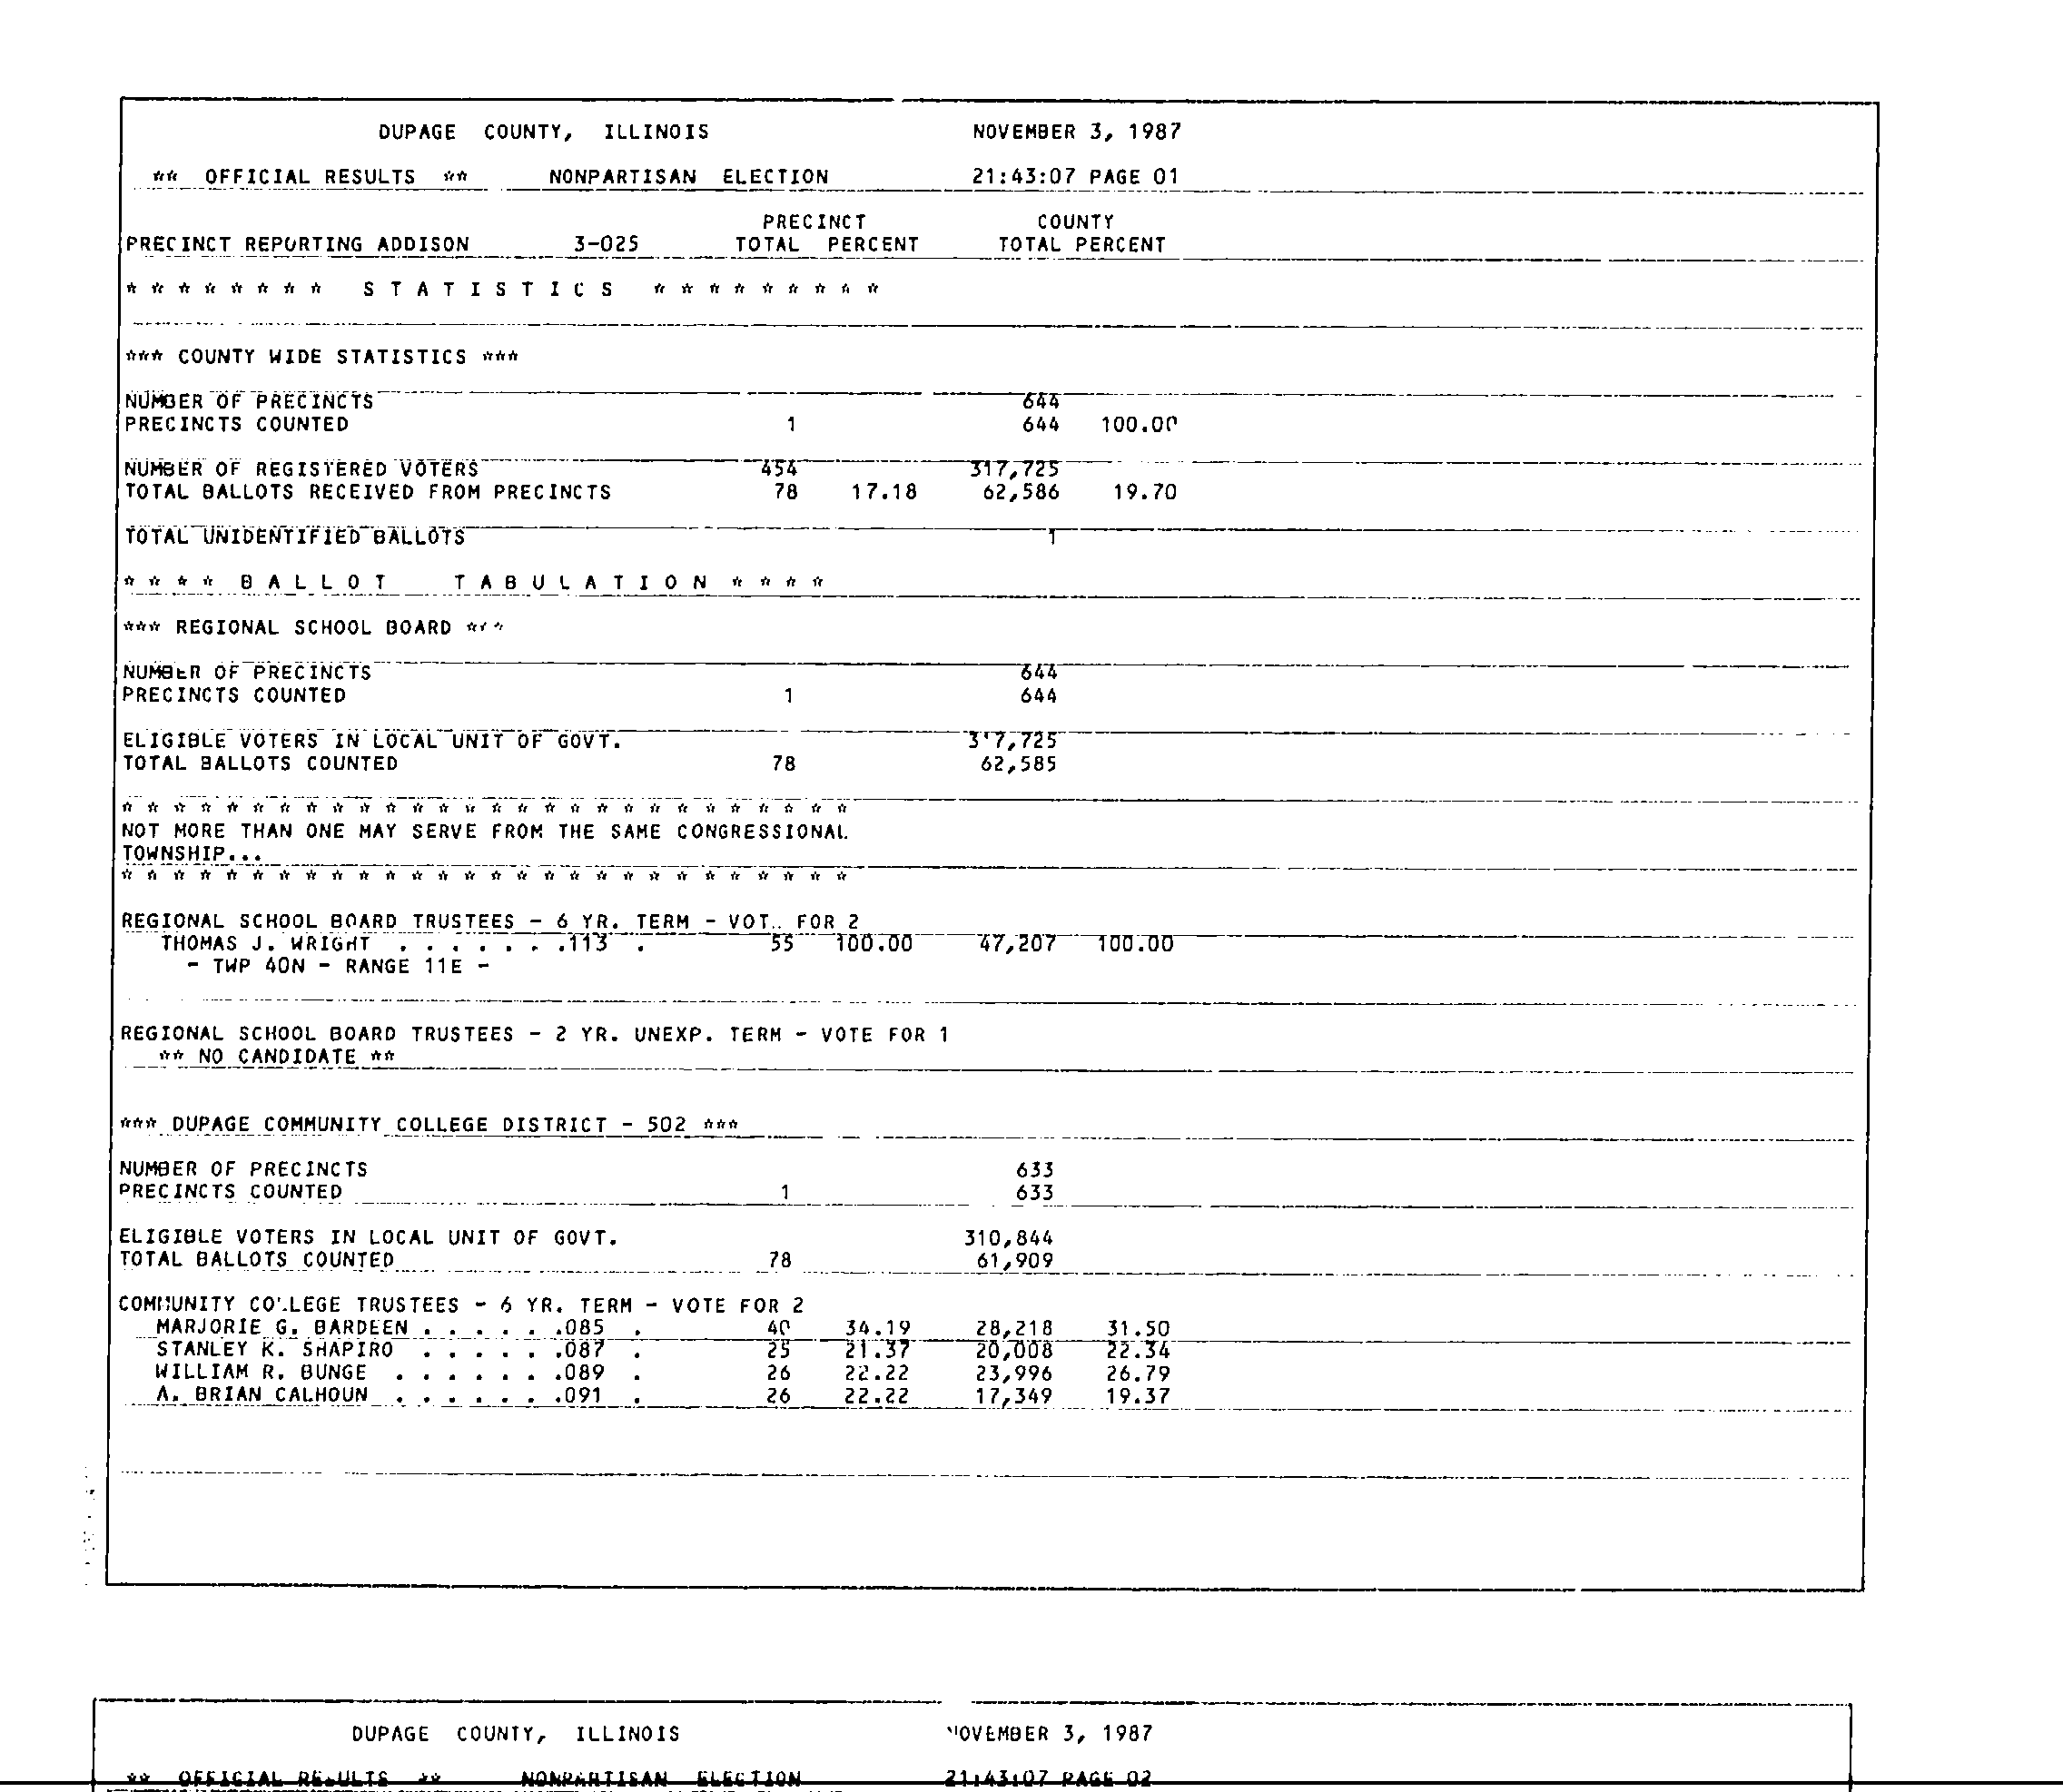 DUPAGE COUNTY, ILLINOIS NOVEMBER 3, 1987
** OFFICIAL RESULTS ** NONPARTISAN ELECTION 21:43:07 PAGE 01
PRECINCT COUNTY
PRECINCT REPORTING ADDISON 3-025 TOTAL PERCENT TOTAL PERCENT
* * * * * * * * S T A T I S T I C S * * * * * * * * *
*** COUNTY WIDE STATISTICS ***
NUMBER OF PRECINCTS 644
PRECINCTS COUNTED 1 644 100.00
NUMBER OF REGISTERED VOTERS 454 317,725
TOTAL BALLOTS RECEIVED FROM PRECINCTS 78 17.18 62,586 19.70
TOTAL UNIDENTIFIED BALLOTS 1
* * * * B A L L O T T A B U L A T I O N * * * *
*** REGIONAL SCHOOL BOARD ***
NUMBER OF PRECINCTS 644
PRECINCTS COUNTED 1 644
ELIGIBLE VOTERS IN LOCAL UNIT OF GOVT. 317,725
TOTAL BALLOTS COUNTED 78 62,585
* * * * * * * * * * * * * * * * * * * * * * * * * * * *
NOT MORE THAN ONE MAY SERVE FROM THE SAME CONGRESSIONAL
TOWNSHIP...
* * * * * * * * * * * * * * * * * * * * * * * * * * * *
REGIONAL SCHOOL BOARD TRUSTEES - 6 YR. TERM - VOT. FOR 2
THOMAS J. WRIGHT . . . . . . .113 . 55 100.00 47,207 100.00
- TWP 40N - RANGE 11E -
REGIONAL SCHOOL BOARD TRUSTEES - 2 YR. UNEXP. TERM - VOTE FOR 1
** NO CANDIDATE **
*** DUPAGE COMMUNITY COLLEGE DISTRICT - 502 ***
NUMBER OF PRECINCTS 633
PRECINCTS COUNTED 1 633
ELIGIBLE VOTERS IN LOCAL UNIT OF GOVT. 310,844
TOTAL BALLOTS COUNTED 78 61,909
COMMUNITY COLLEGE TRUSTEES - 6 YR. TERM - VOTE FOR 2
MARJORIE G. BARDEEN . . . . . .085 . 40 34.19 28,218 31.50
STANLEY K. SHAPIRO . . . . . .087 . 25 21.37 20,008 22.34
WILLIAM R. BUNGE . . . . . . .089 . 26 22.22 23,996 26.79
A. BRIAN CALHOUN . . . . . . .091 . 26 22.22 17,349 19.37
DUPAGE COUNTY, ILLINOIS NOVEMBER 3, 1987
** OFFICIAL RESULTS ** NONPARTISAN ELECTION 21:43:07 PAGE 02